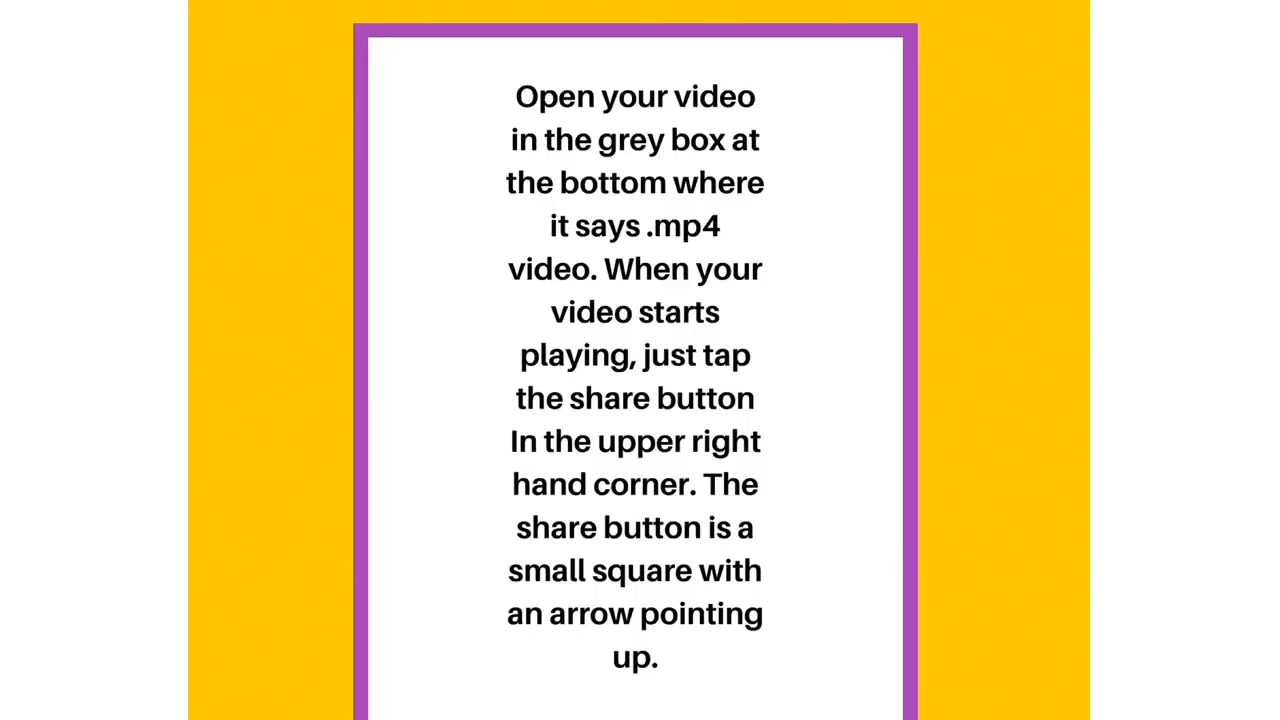 Open your video
in the grey box at
the bottom where
it says .mp4
video. When your
video starts
playing, just tap
the share button
In the upper right
hand corner. The
share button is a
small square with
an arrow pointing
up.